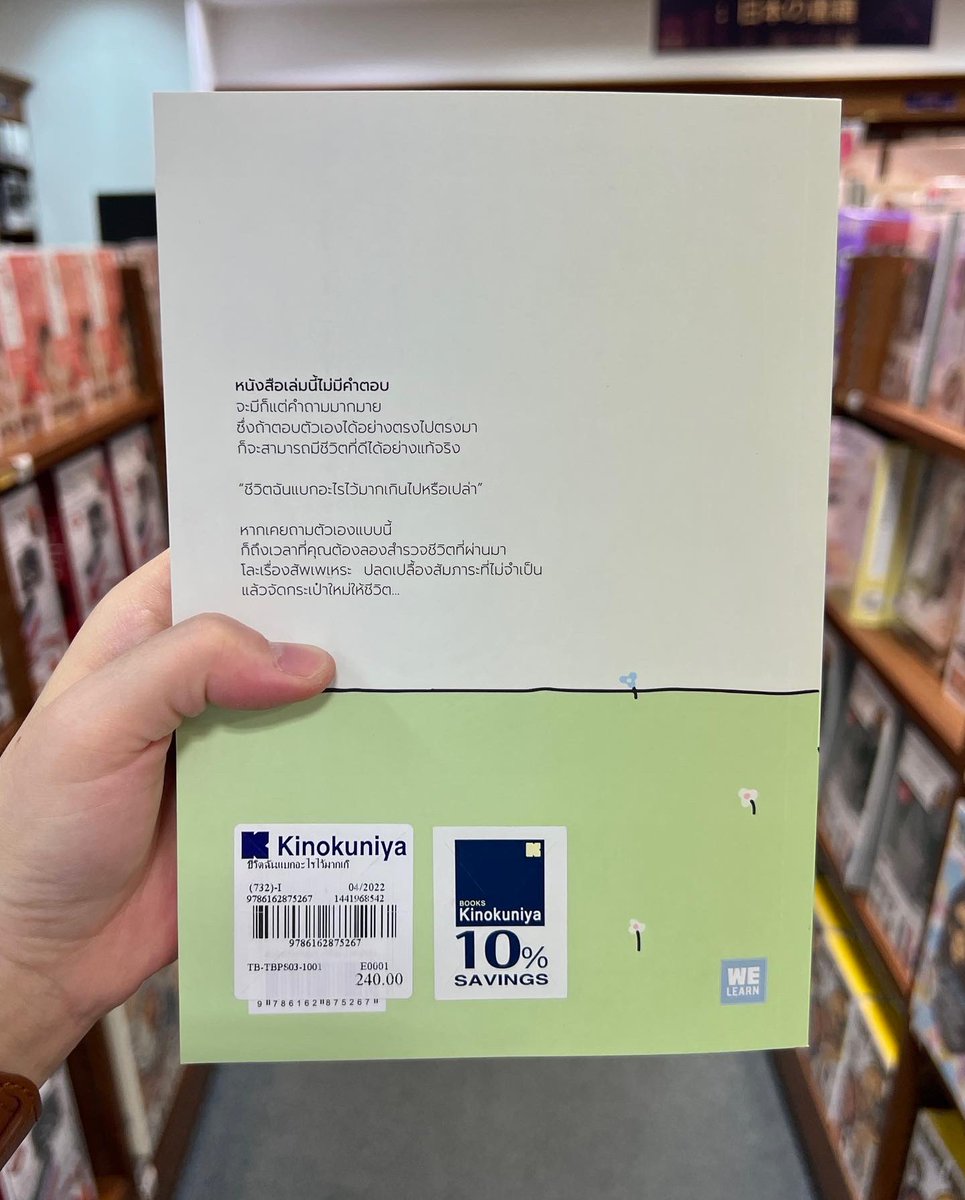 日本の書籍
หนังสือเล่มนี้ไม่มีคำตอบ
จะมีก็แต่คำถามมากมาย
ซึ่งถ้าตอบตัวเองได้อย่างตรงไปตรงมา
ก็จะสามารถมีชีวิตที่ดีได้อย่างแท้จริง
“ชีวิตฉันแบกอะไรไว้มากเกินไปหรือเปล่า”
หากเคยถามตัวเองแบบนี้
ก็ถึงเวลาที่คุณต้องลองสำรวจชีวิตที่ผ่านมา
โละเรื่องสัพเพเหระ ปลดเปลื้องสัมภาระที่ไม่จำเป็น
แล้วจัดกระเป๋าใหม่ให้ชีวิต...
Kinokuniya
ชีวิตฉันแบกอะไรไว้มากเกิ
(732)-I 04/2022
9786162875267 1441968542
9786162875267
TB-TBPS03-1001 E0001
240.00
9 786162 875267
BOOKS
Kinokuniya
10%
SAVINGS
WE
LEARN